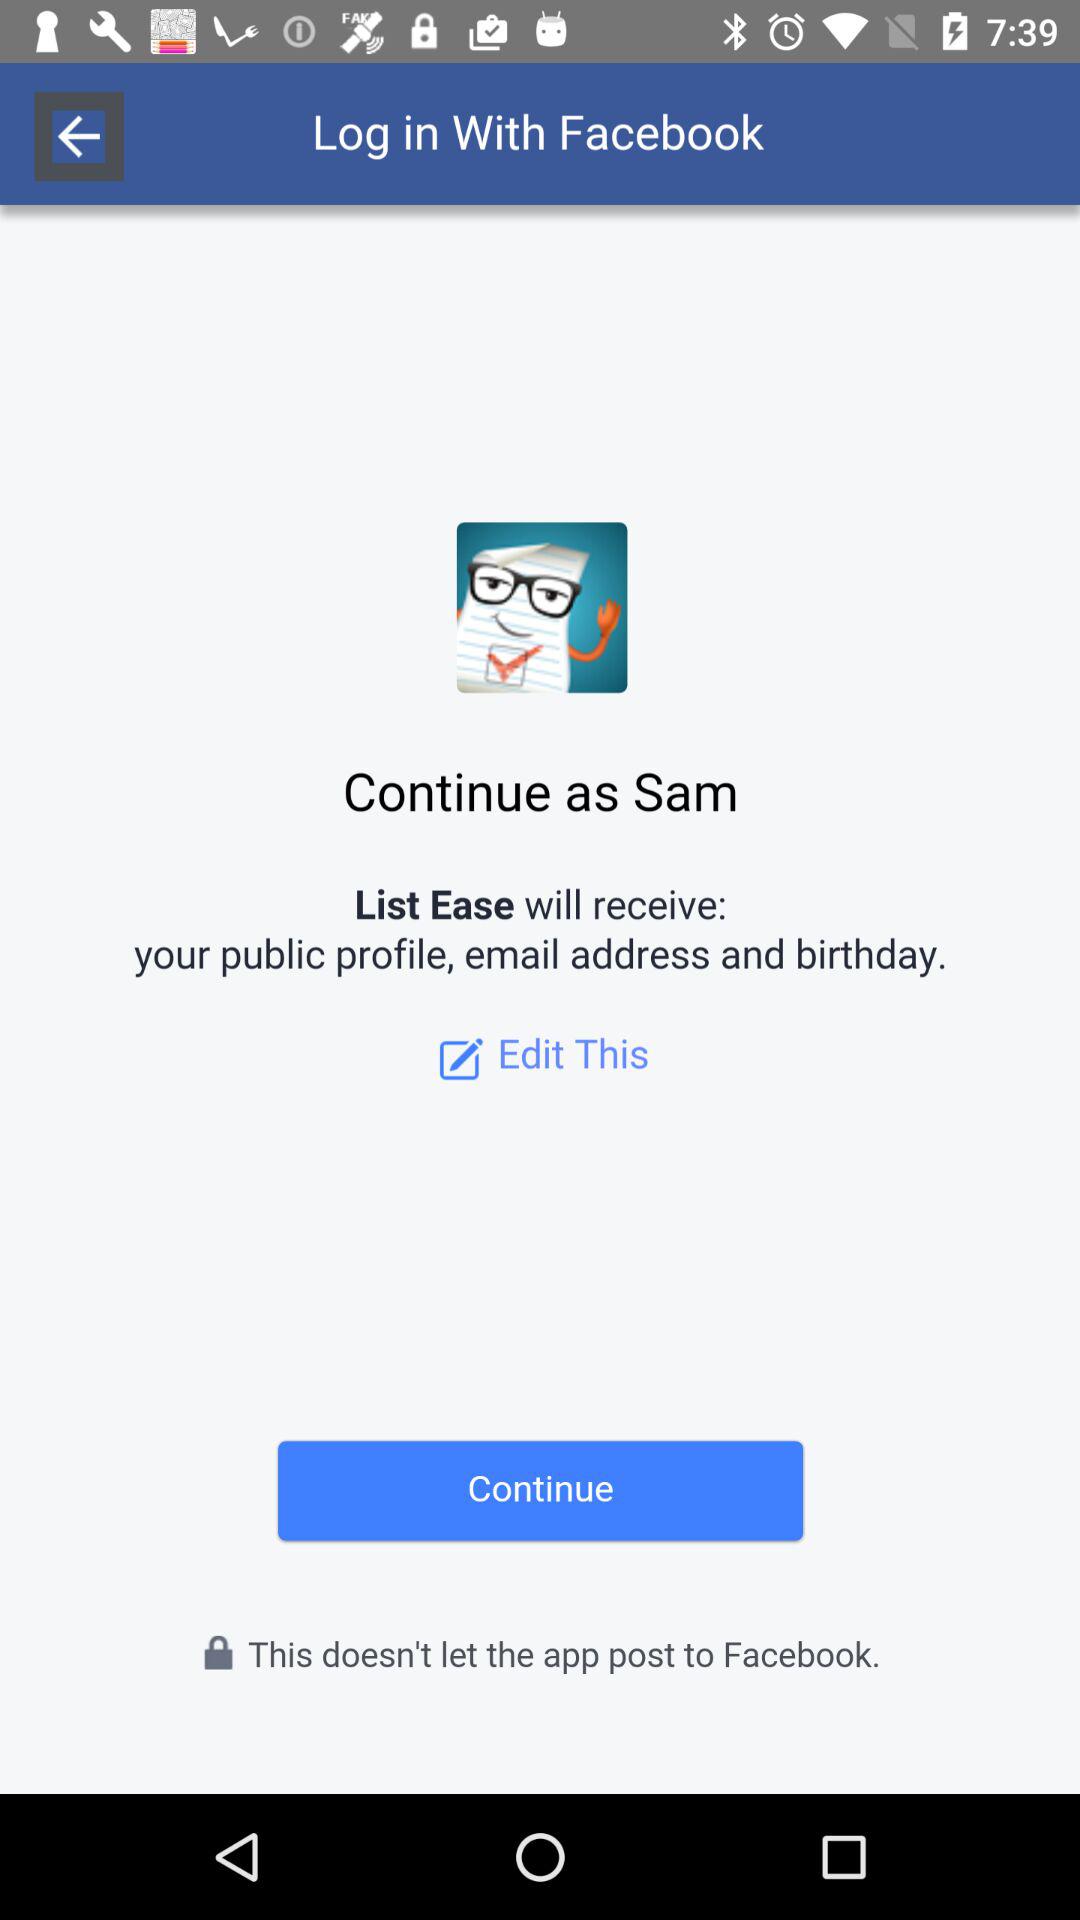 FAKE
7:39
Log in With Facebook
Continue as Sam
List Ease will receive:
your public profile, email address and birthday.
Edit This
Continue
This doesn't let the app post to Facebook.